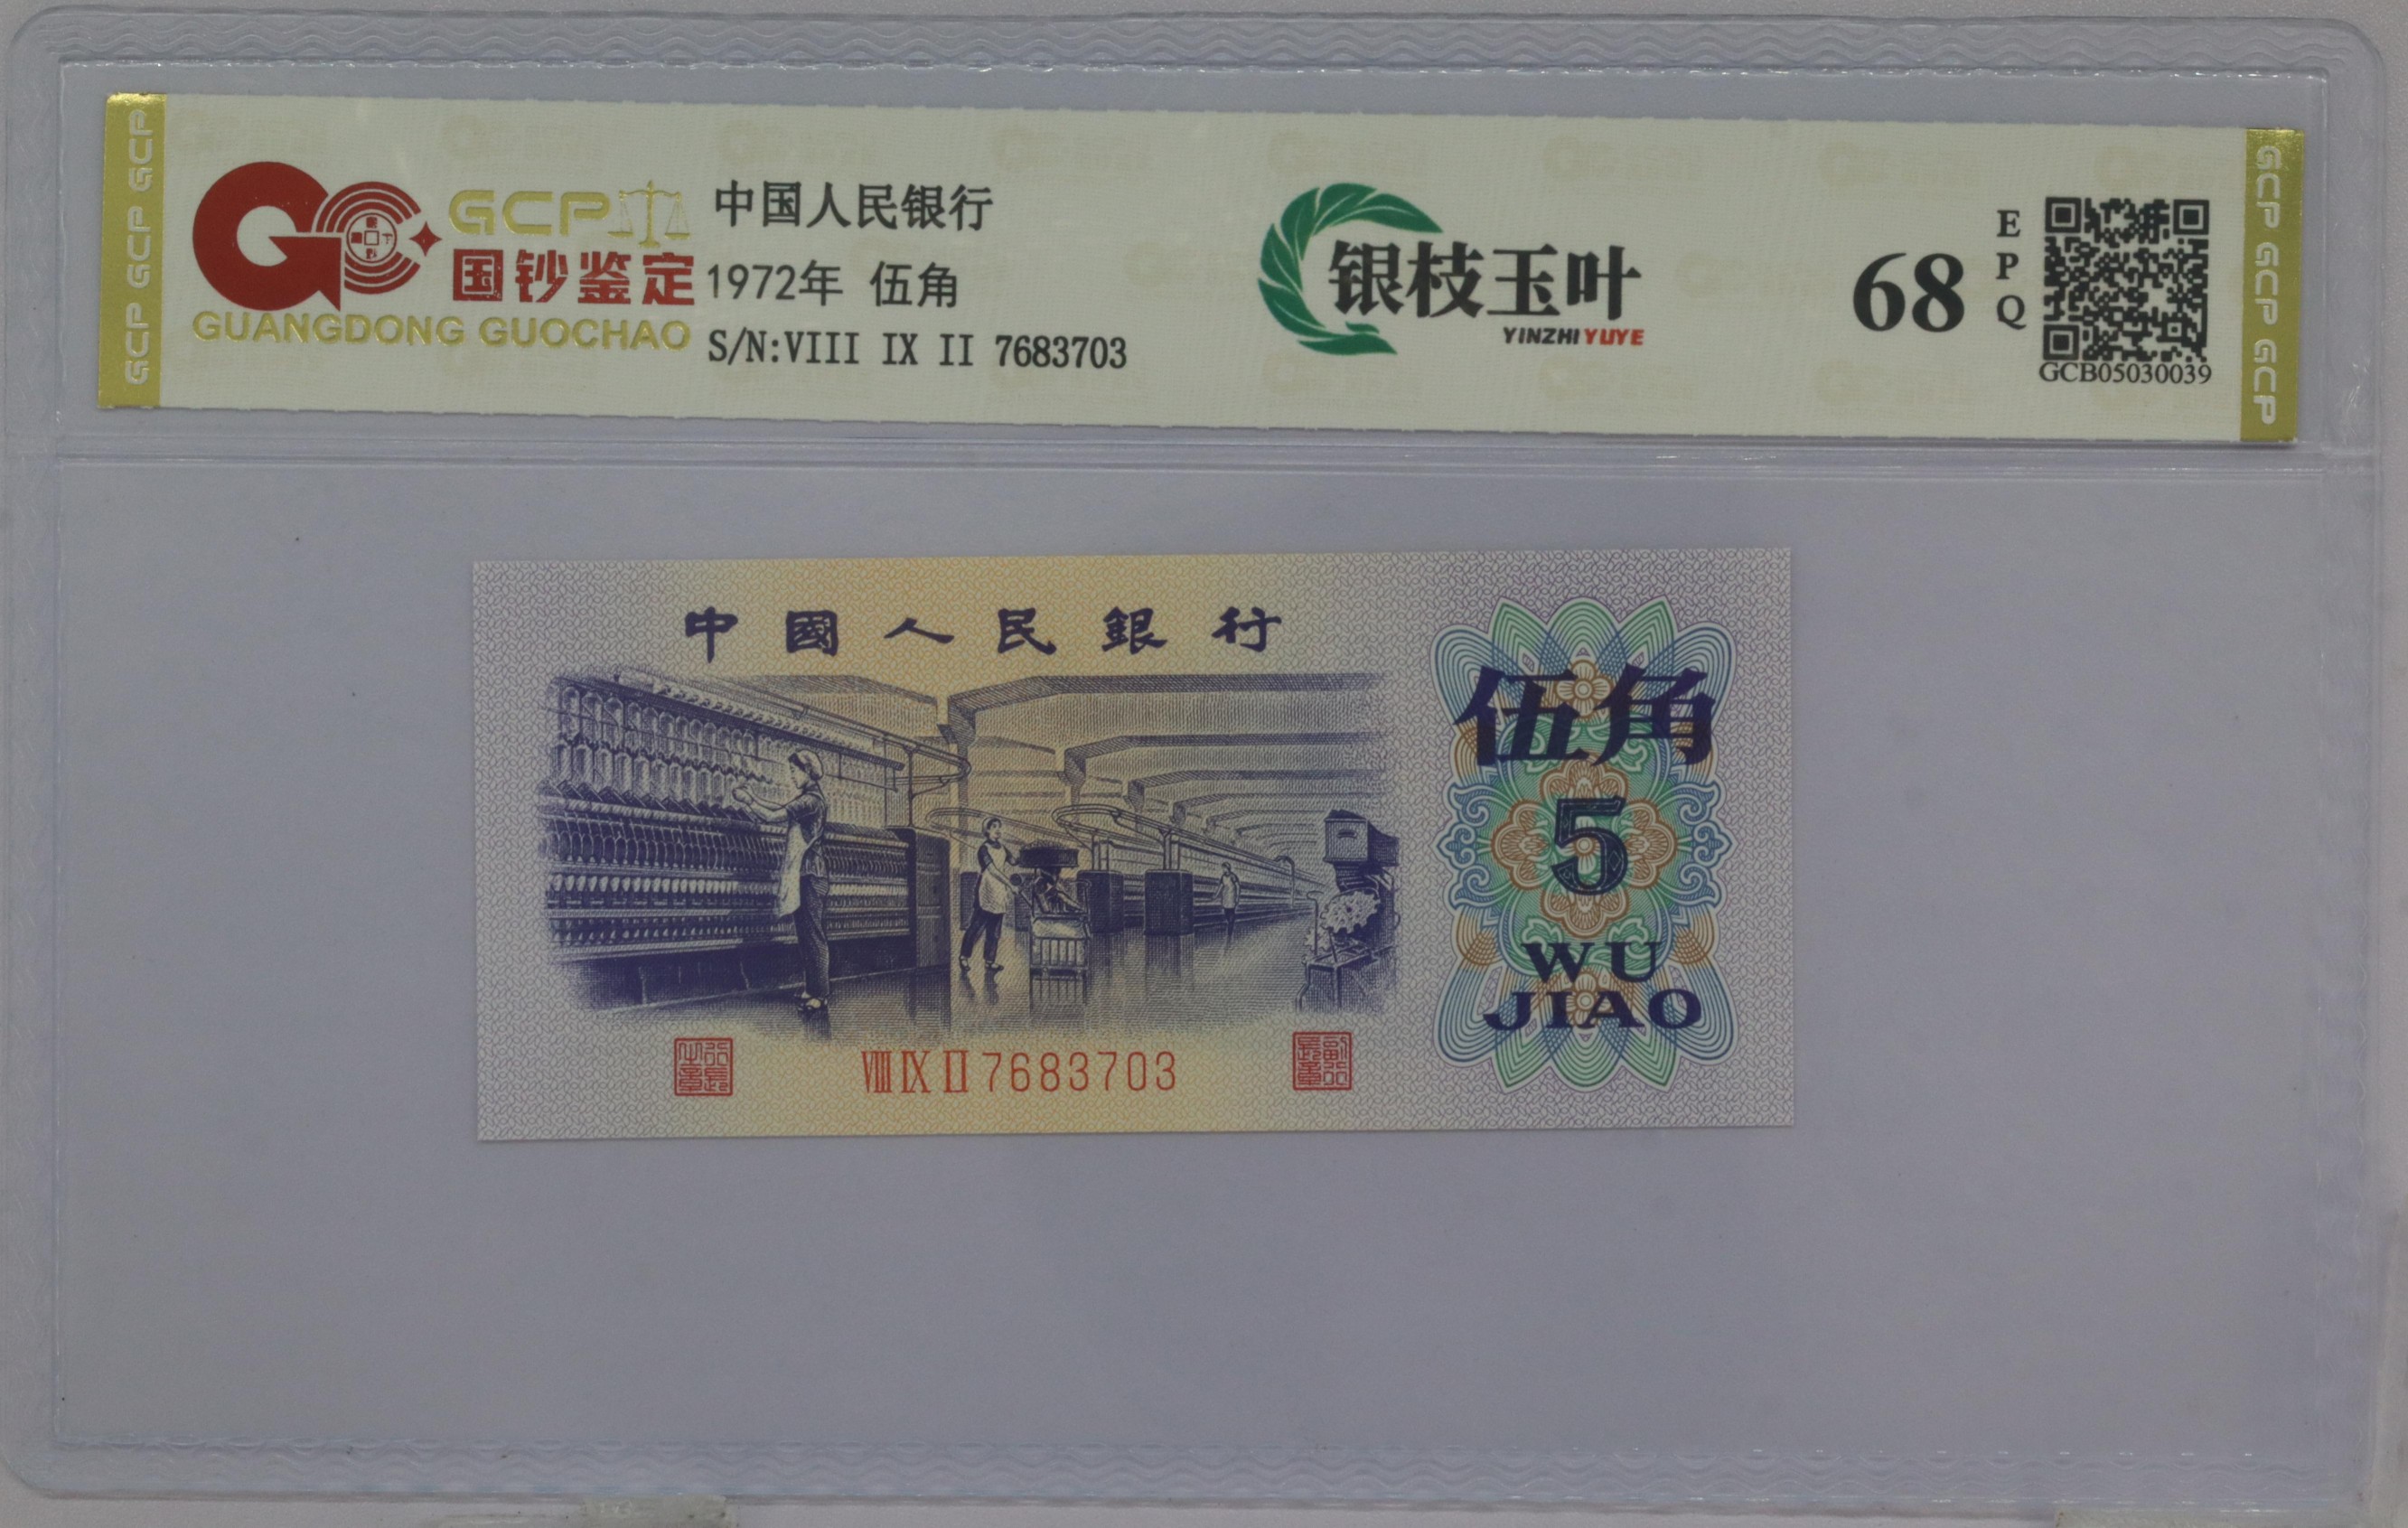 GCP GCP GCP
GCP
国钞鉴定
GUANGDONG GUOCHAO
中国人民银行
1972年 伍角
S/N:VIII IX II 7683703
银枝玉叶
YINZHIYUYE
68
EPQ
GCB05030039
GCP GCP GCP
中國人民銀行
伍角
5
WU
JIAO
VIII IX II 7683703